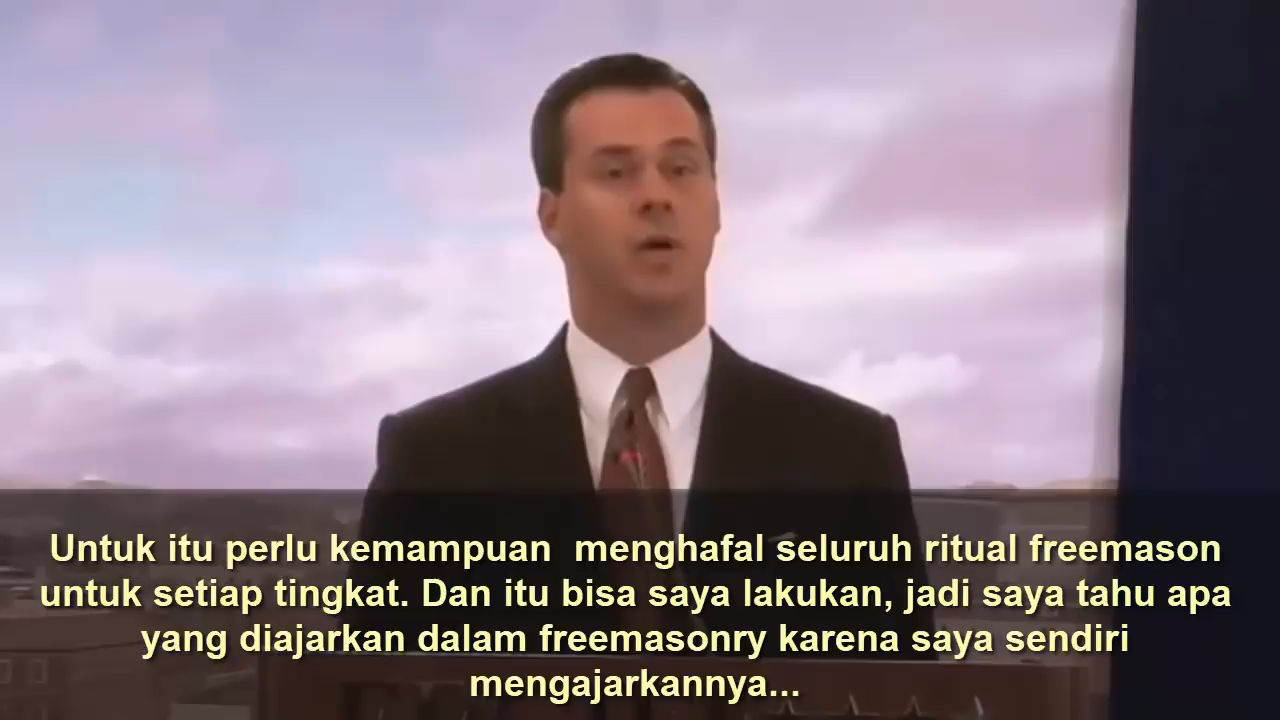 Untuk itu perlu kemampuan  menghafal seluruh ritual freemason
untuk setiap tingkat. Dan itu bisa saya lakukan, jadi saya tahu apa
yang diajarkan dalam freemasonry karena saya sendiri
mengajarkannya...